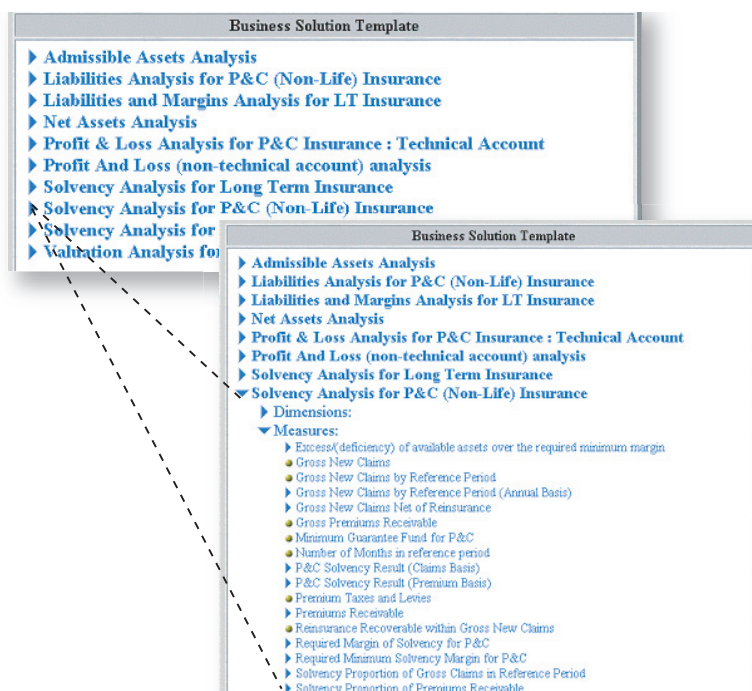 Business Solution Template
Admissible Assets Analysis
Liabilities Analysis for P&C (Non-Life) Insurance
Liabilities and Margins Analysis for LT Insurance
Net Assets Analysis
Profit & Loss Analysis for P&C Insurance : Technical Account
Profit And Loss (non-technical account) analysis
Solvency Analysis for Long Term Insurance
Solvency Analysis for P&C (Non-Life) Insurance
Solvency Analysis for
Valuation Analysis for
Business Solution Template
Admissible Assets Analysis
Liabilities Analysis for P&C (Non-Life) Insurance
Liabilities and Margins Analysis for LT Insurance
Net Assets Analysis
Profit & Loss Analysis for P&C Insurance : Technical Account
Profit And Loss (non-technical account) analysis
Solvency Analysis for Long Term Insurance
Solvency Analysis for P&C (Non-Life) Insurance
Dimensions:
Measures:
Excess/(deficiency) of available assets over the required minimum margin
Gross New Claims
Gross New Claims by Reference Period
Gross New Claims by Reference Period (Annual Basis)
Gross New Claims Net of Reinsurance
Gross Premiums Receivable
Minimum Guarantee Fund for P&C
Number of Months in reference period
P&C Solvency Result (Claims Basis)
P&C Solvency Result (Premium Basis)
Premium Taxes and Levies
Premiums Receivable
Reinsurance Recoverable within Gross New Claims
Required Margin of Solvency for P&C
Required Minimum Solvency Margin for P&C
Solvency Proportion of Gross Claims in Reference Period
Solvency Proportion of Premiums Receivable